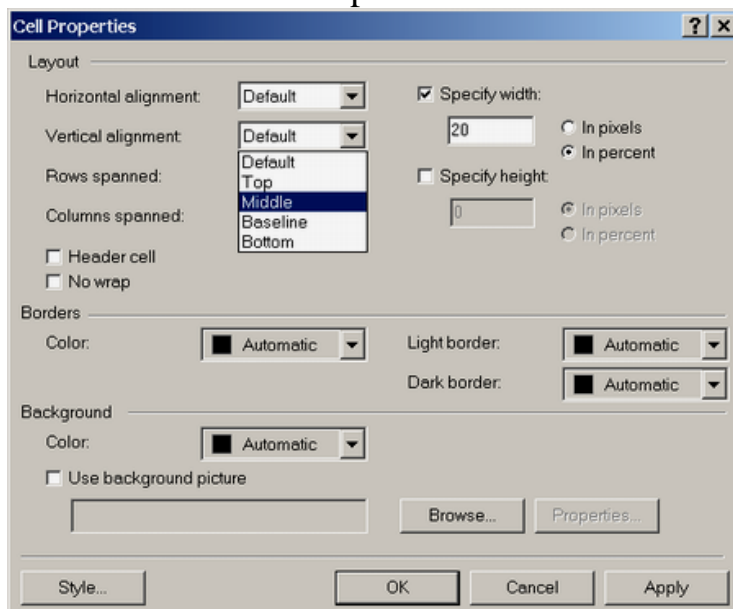 Cell Properties
Layout
Horizontal alignment: Default
Specify width:
20
In pixels
In percent
Vertical alignment: Default
Default
Top
Middle
Baseline
Bottom
Rows spanned:
Specify height:
0
In pixels
In percent
Columns spanned:
Header cell
No wrap
Borders
Color: Automatic
Light border: Automatic
Dark border: Automatic
Background
Color: Automatic
Use background picture
Browse... Properties...
Style... OK Cancel Apply